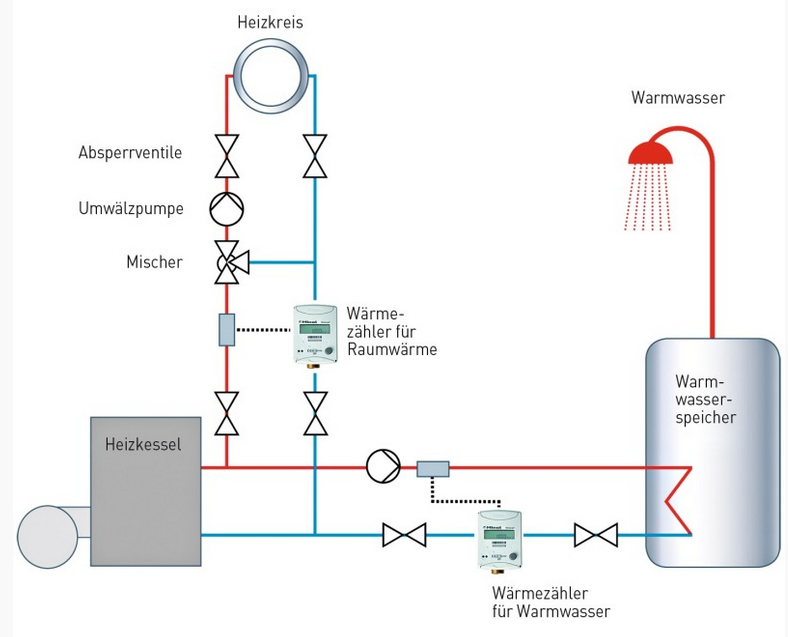 Heizkreis
Warmwasser
Absperrventile
Umwälzpumpe
Mischer
Wärme-
zähler für
Raumwärme
Warm-
wasser-
speicher
Heizkessel
Wärmezähler
für Warmwasser